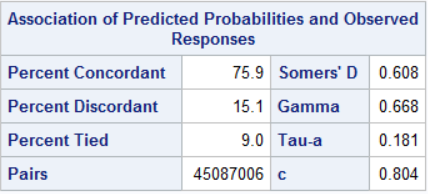 Association of Predicted Probabilities and Observed
Responses
Percent Concordant 75.9 Somers' D 0.608
Percent Discordant 15.1 Gamma 0.668
Percent Tied 9.0 Tau-a 0.181
Pairs 45087006 c 0.804